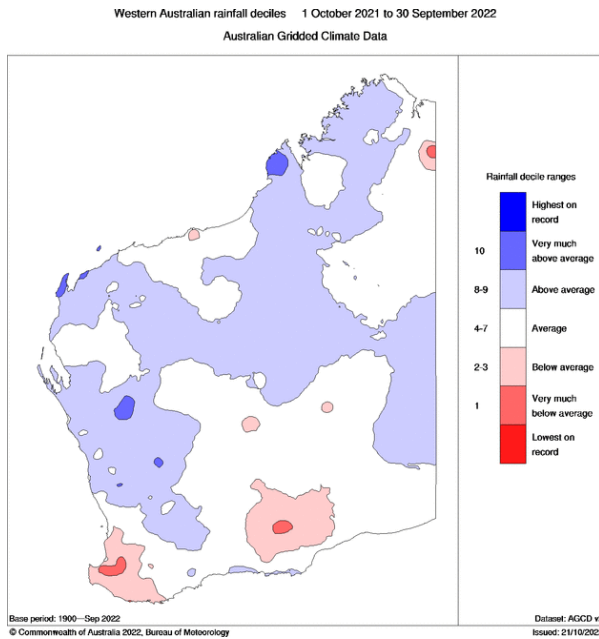 Western Australian rainfall deciles 1 October 2021 to 30 September 2022
Australian Gridded Climate Data
Rainfall decile ranges
Highest on
record
10 Very much
above average
8-9 Above average
4-7 Average
2-3 Below average
1 Very much
below average
Lowest on
record
Base period: 1900—Sep 2022
Dataset: AGCD
© Commonwealth of Australia 2022, Bureau of Meteorology
Issued: 21/10/202